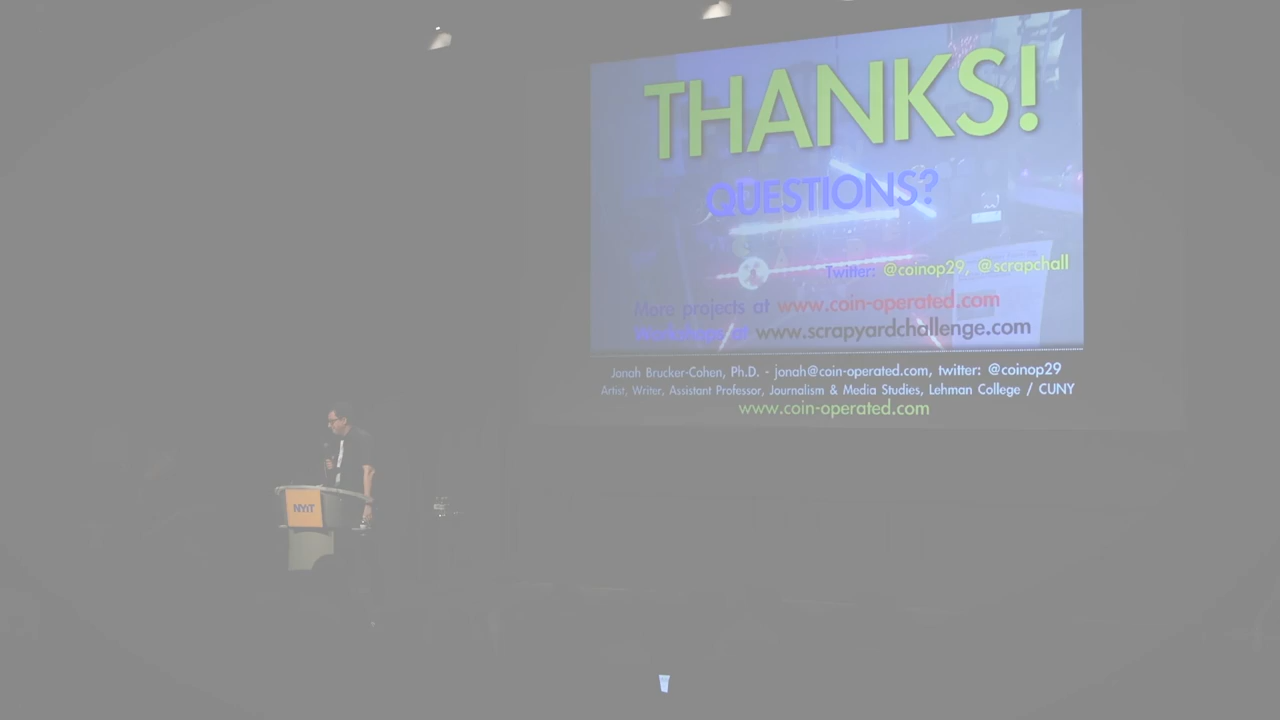 THANKS!
QUESTIONS?
Twitter: @coinop29, @scrapchall
More projects at www.coin-operated.com
Workshops at www.scrapyardchallenge.com
Jonah Brucker-Cohen, Ph.D. - jonah@coin-operated.com, twitter: @coinop29
Artist, Writer, Assistant Professor, Journalism & Media Studies, Lehman College / CUNY
www.coin-operated.com
NYIT